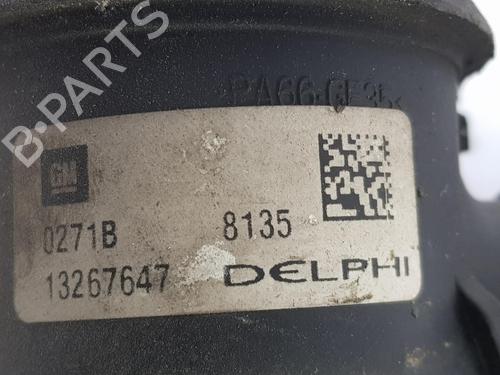 B-PARTS
>PA66-GF35<
GM
0271B 8135
13267647 DELPHI